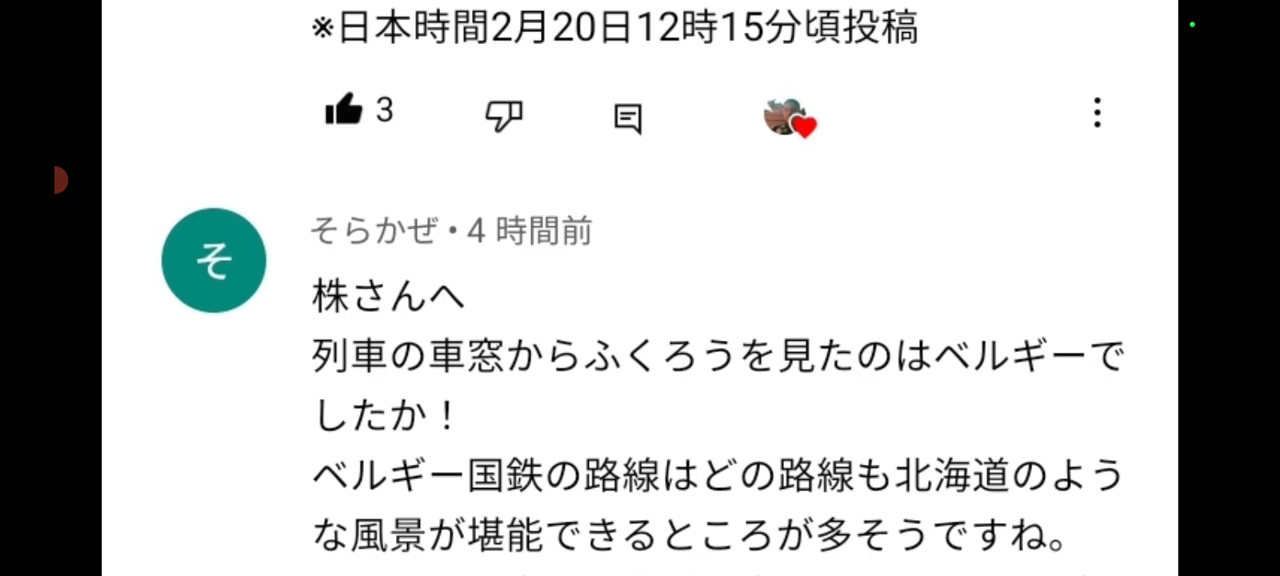 ※日本時間2月20日12時15分頃投稿
3
そ
そらかぜ • 4 時間前
株さんへ
列車の車窓からふくろうを見たのはベルギーで
したか！
ベルギー国鉄の路線はどの路線も北海道のよう
な風景が堪能できるところが多そうですね。